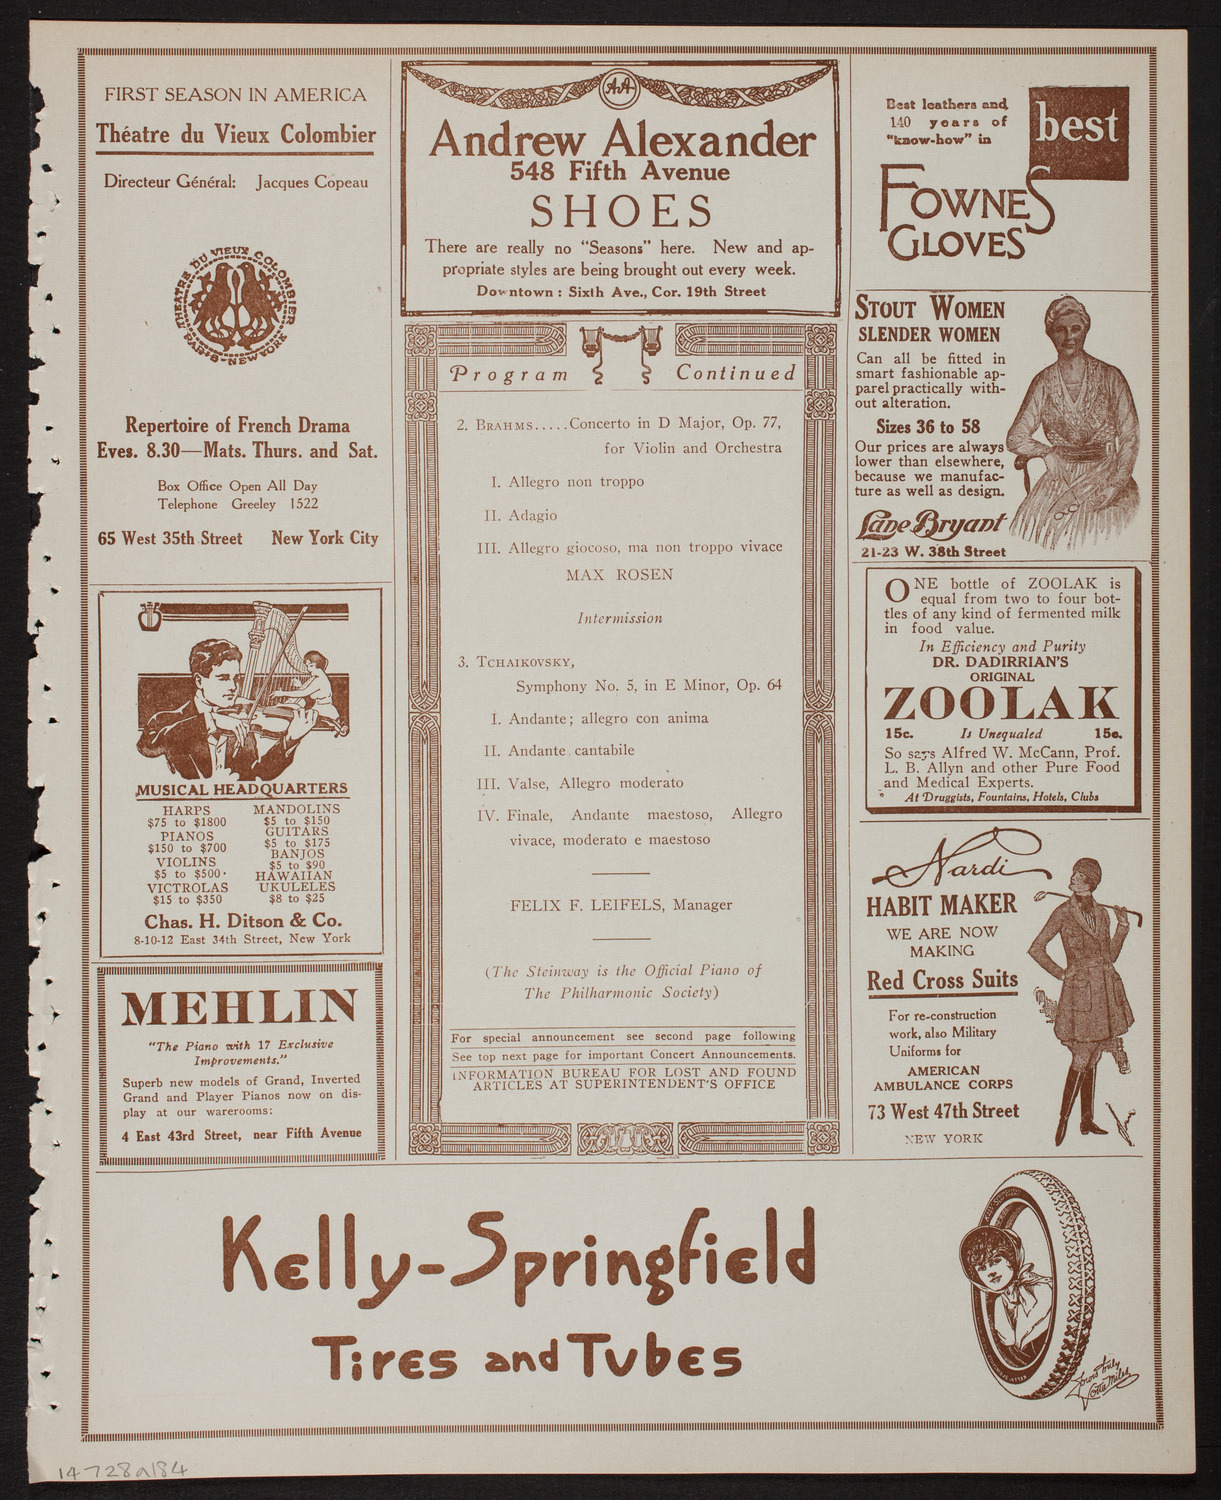 FIRST SEASON IN AMERICA
Théatre du Vieux Colombier
Directeur Général: Jacques Copeau
THEATRE DU VIEUX COLOMBIER
PARIS - NEW YORK
Repertoire of French Drama
Eves. 8.30—Mats. Thurs. and Sat.
Box Office Open All Day
Telephone Greeley 1522
65 West 35th Street New York City
MUSICAL HEADQUARTERS
HARPS
$75 to $1800
PIANOS
$150 to $700
VIOLINS
$5 to $500
VICTROLAS
$15 to $350
MANDOLINS
$5 to $150
GUITARS
$5 to $175
BANJOS
$5 to $90
HAWAIIAN
UKULELES
$8 to $25
Chas. H. Ditson & Co.
8-10-12 East 34th Street, New York
MEHLIN
"The Piano with 17 Exclusive
Improvements."
Superb new models of Grand, Inverted
Grand and Player Pianos now on dis-
play at our warerooms:
4 East 43rd Street, near Fifth Avenue
AA
Andrew Alexander
548 Fifth Avenue
SHOES
There are really no "Seasons" here. New and ap-
propriate styles are being brought out every week.
Downtown: Sixth Ave., Cor. 19th Street
Program Continued
2. BRAHMS.....Concerto in D Major, Op. 77,
for Violin and Orchestra
I. Allegro non troppo
II. Adagio
III. Allegro giocoso, ma non troppo vivace
MAX ROSEN
Intermission
3. TCHAIKOVSKY,
Symphony No. 5, in E Minor, Op. 64
I. Andante; allegro con anima
II. Andante cantabile
III. Valse, Allegro moderato
IV. Finale, Andante maestoso, Allegro
vivace, moderato e maestoso
FELIX F. LEIFELS, Manager
(The Steinway is the Official Piano of
The Philharmonic Society)
For special announcement see second page following
See top next page for important Concert Announcements.
INFORMATION BUREAU FOR LOST AND FOUND
ARTICLES AT SUPERINTENDENT'S OFFICE
Best leathers and
140 years of
"know-how" in
best
FOWNES
GLOVES
STOUT WOMEN
SLENDER WOMEN
Can all be fitted in
smart fashionable ap-
parel practically with-
out alteration.
Sizes 36 to 58
Our prices are always
lower than elsewhere,
because we manufac-
ture as well as design.
Lane Bryant
21-23 W. 38th Street
ONE bottle of ZOOLAK is
equal from two to four bot-
tles of any kind of fermented milk
in food value.
In Efficiency and Purity
DR. DADIRRIAN'S
ORIGINAL
ZOOLAK
15c. Is Unequaled 15c.
So says Alfred W. McCann, Prof.
L. B. Allyn and other Pure Food
and Medical Experts.
At Druggists, Fountains, Hotels, Clubs
Nardi
HABIT MAKER
WE ARE NOW
MAKING
Red Cross Suits
For re-construction
work, also Military
Uniforms for
AMERICAN
AMBULANCE CORPS
73 West 47th Street
NEW YORK
Kelly-Springfield
Tires and Tubes
Yours truly
Lotta Miles
14-728a184